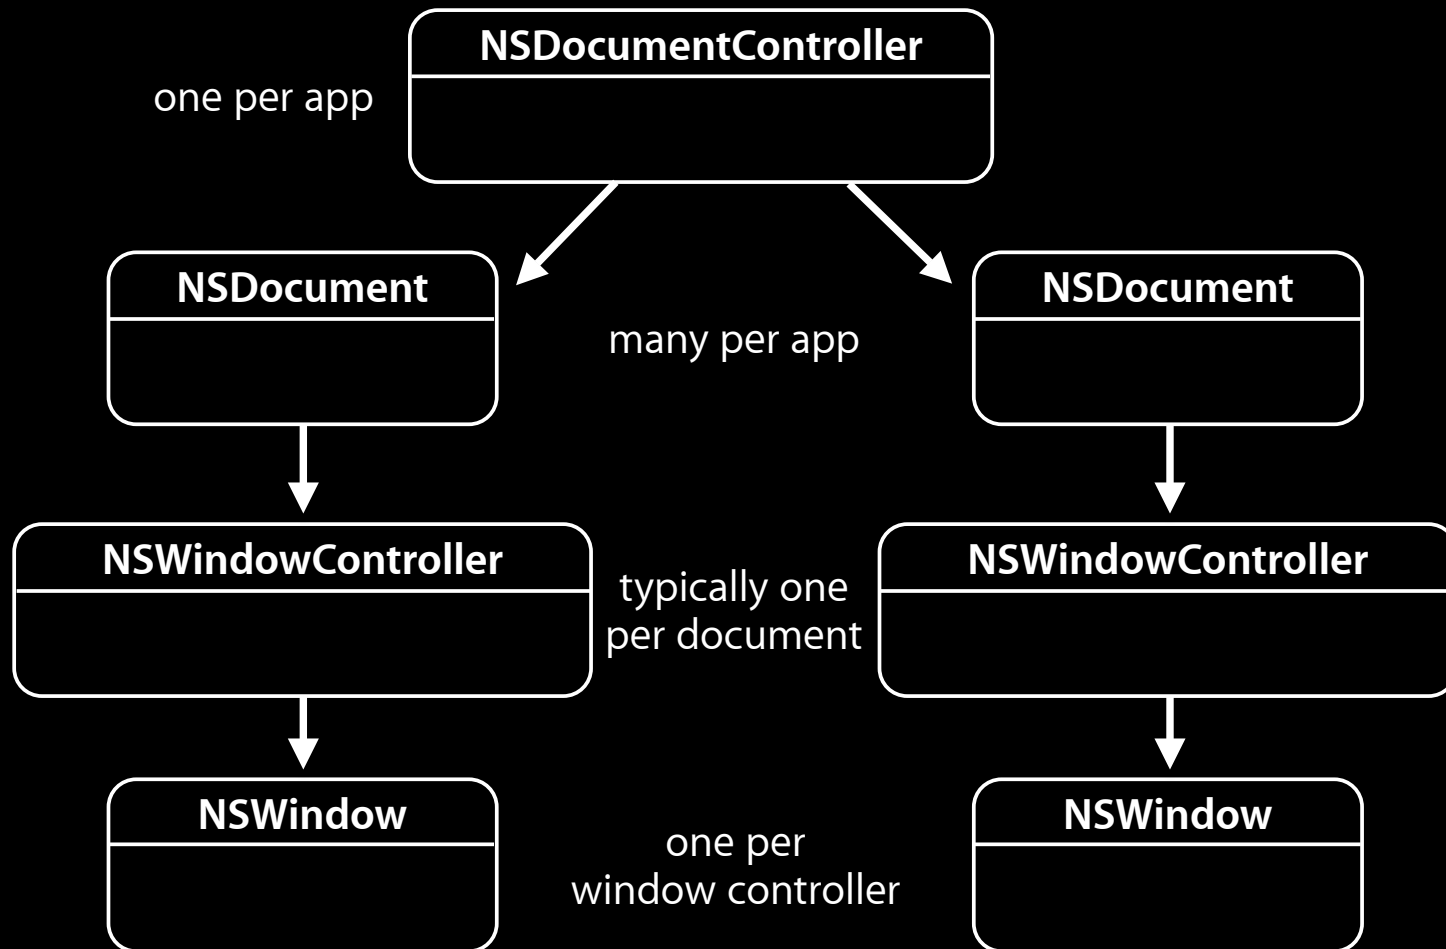 NSDocumentController
one per app
NSDocument
NSDocument
many per app
NSWindowController
NSWindowController
typically one
per document
NSWindow
NSWindow
one per
window controller